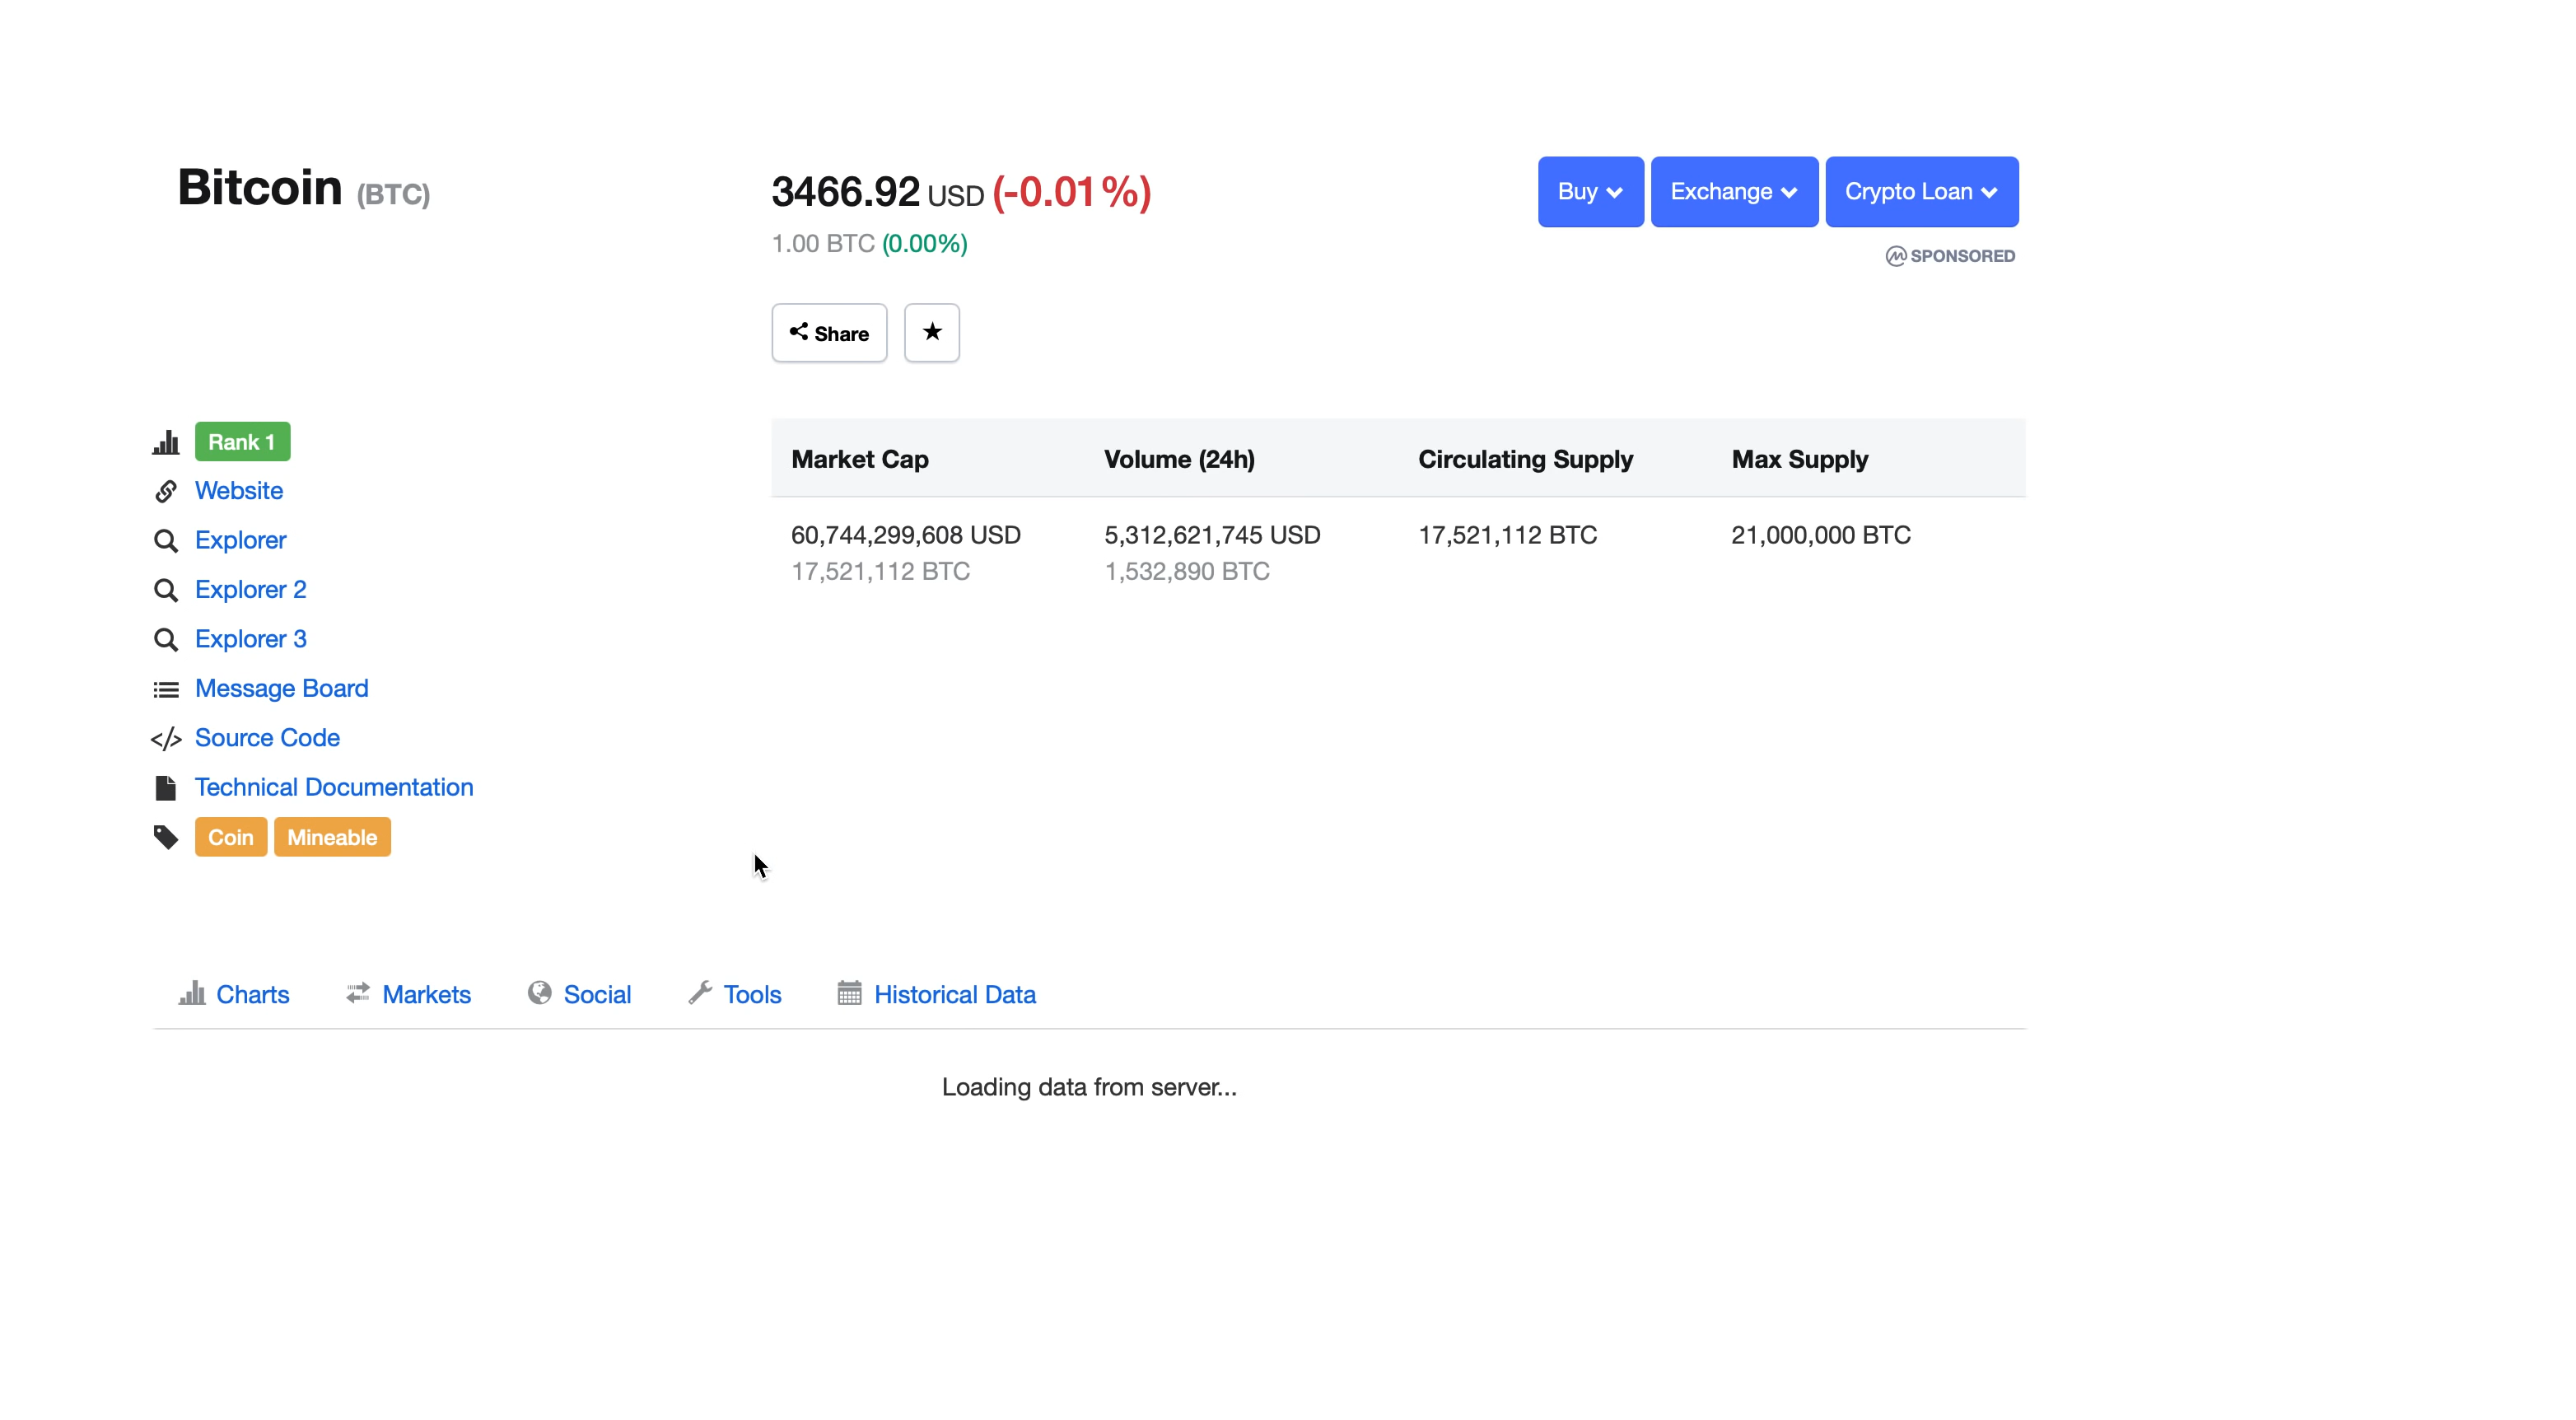 Bitcoin (BTC)
3466.92 USD (-0.01%)
1.00 BTC (0.00%)
Buy
Exchange
Crypto Loan
SPONSORED
Share
Rank 1
Website
Explorer
Explorer 2
Explorer 3
Message Board
Source Code
Technical Documentation
Coin Mineable
Market Cap Volume (24h) Circulating Supply Max Supply
60,744,299,608 USD 5,312,621,745 USD 17,521,112 BTC 21,000,000 BTC
17,521,112 BTC 1,532,890 BTC
Charts Markets Social Tools Historical Data
Loading data from server...